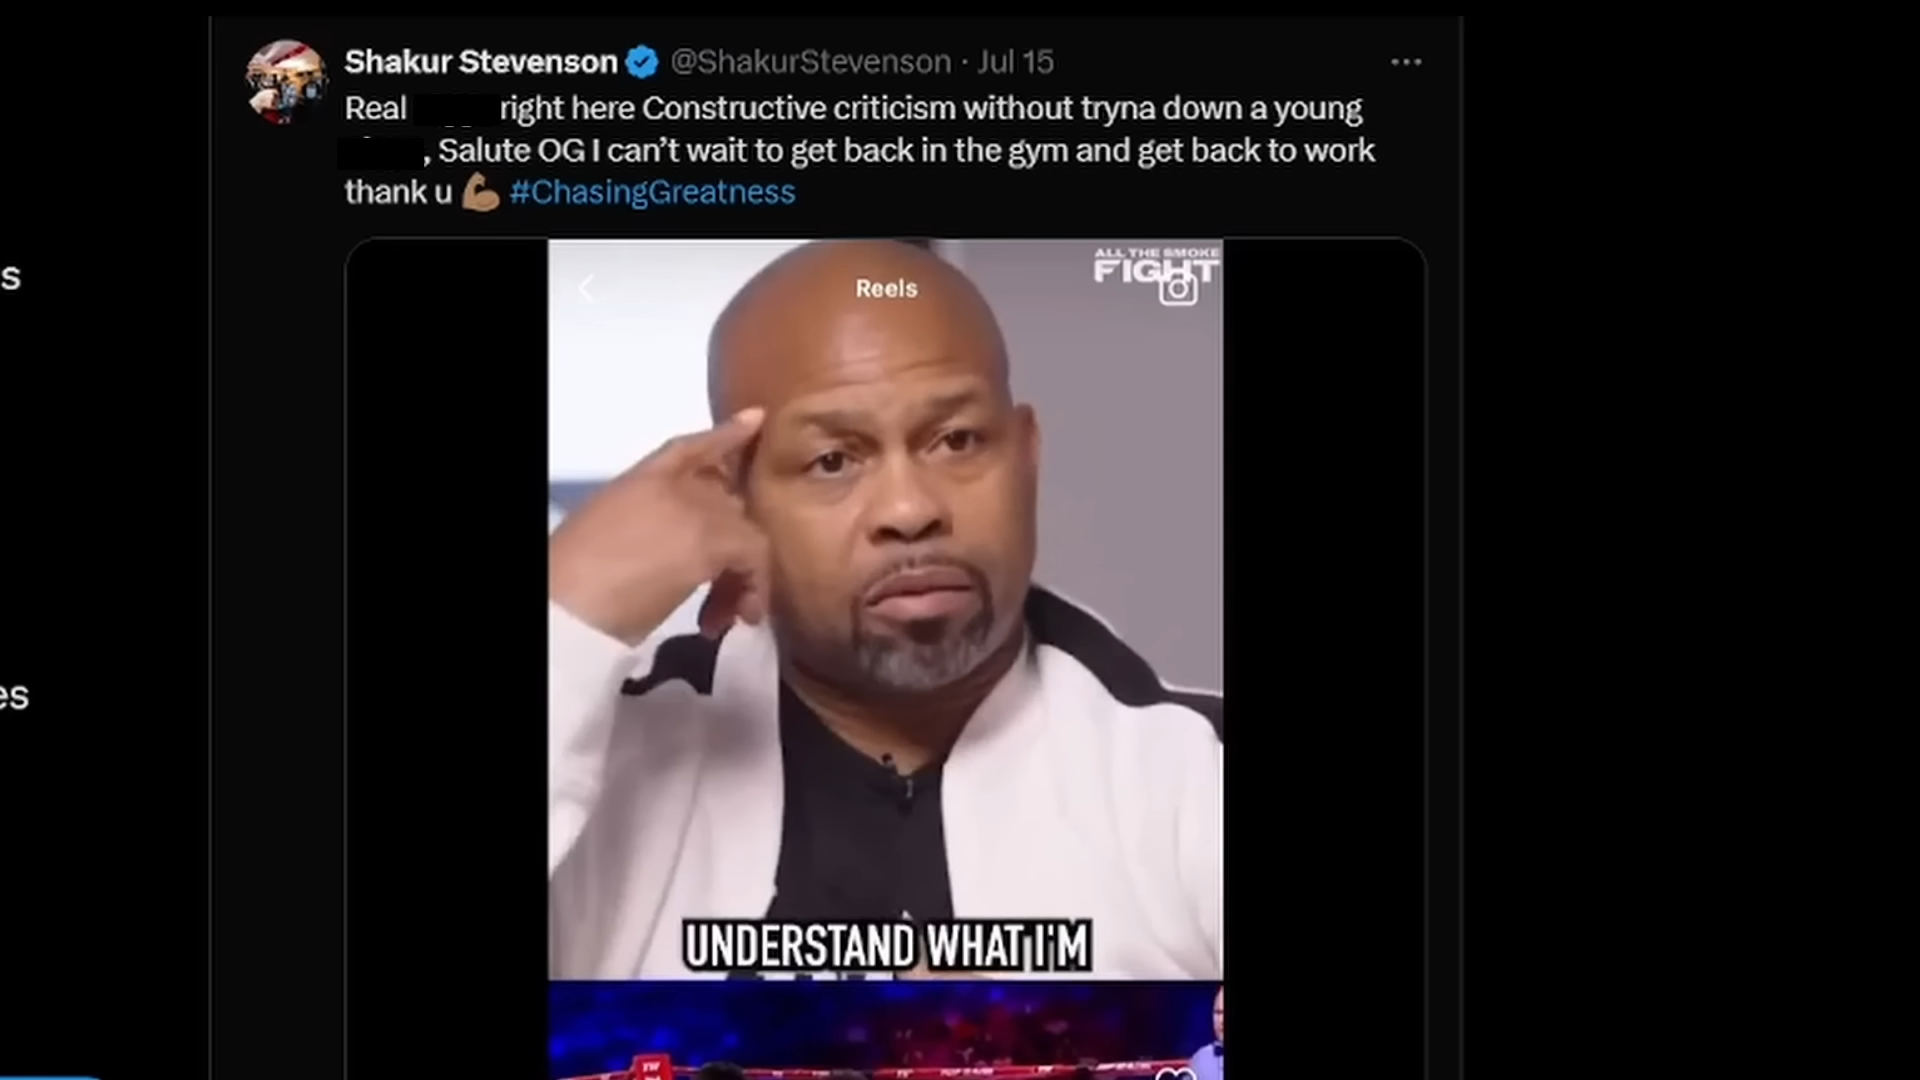 Shakur Stevenson @ShakurStevenson · Jul 15
Real right here Constructive criticism without tryna down a young
, Salute OG I can’t wait to get back in the gym and get back to work
thank u 💪🏽 #ChasingGreatness
s
ALL THE SMOKE
FIGHT
Reels
es
UNDERSTAND WHAT I'M